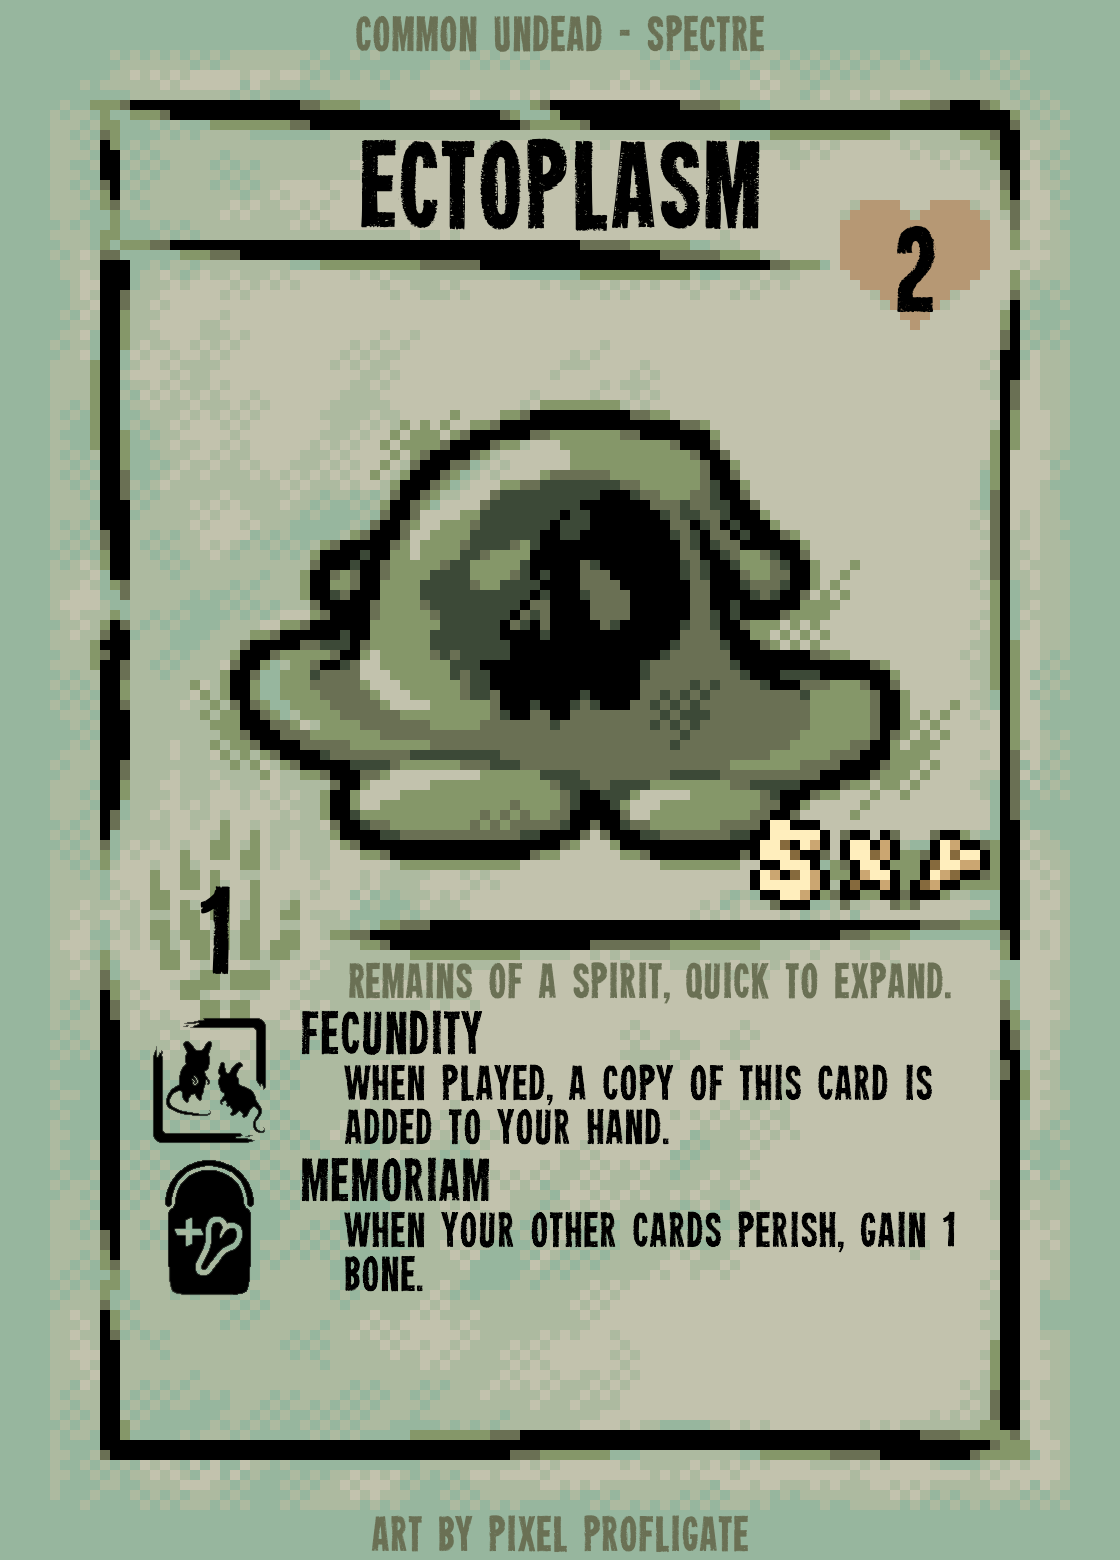 COMMON UNDEAD - SPECTRE
ECTOPLASM
2
5 X
1
REMAINS OF A SPIRIT, QUICK TO EXPAND.
FECUNDITY
WHEN PLAYED, A COPY OF THIS CARD IS
ADDED TO YOUR HAND.
MEMORIAM
WHEN YOUR OTHER CARDS PERISH, GAIN 1
BONE.
ART BY PIXEL PROFLIGATE